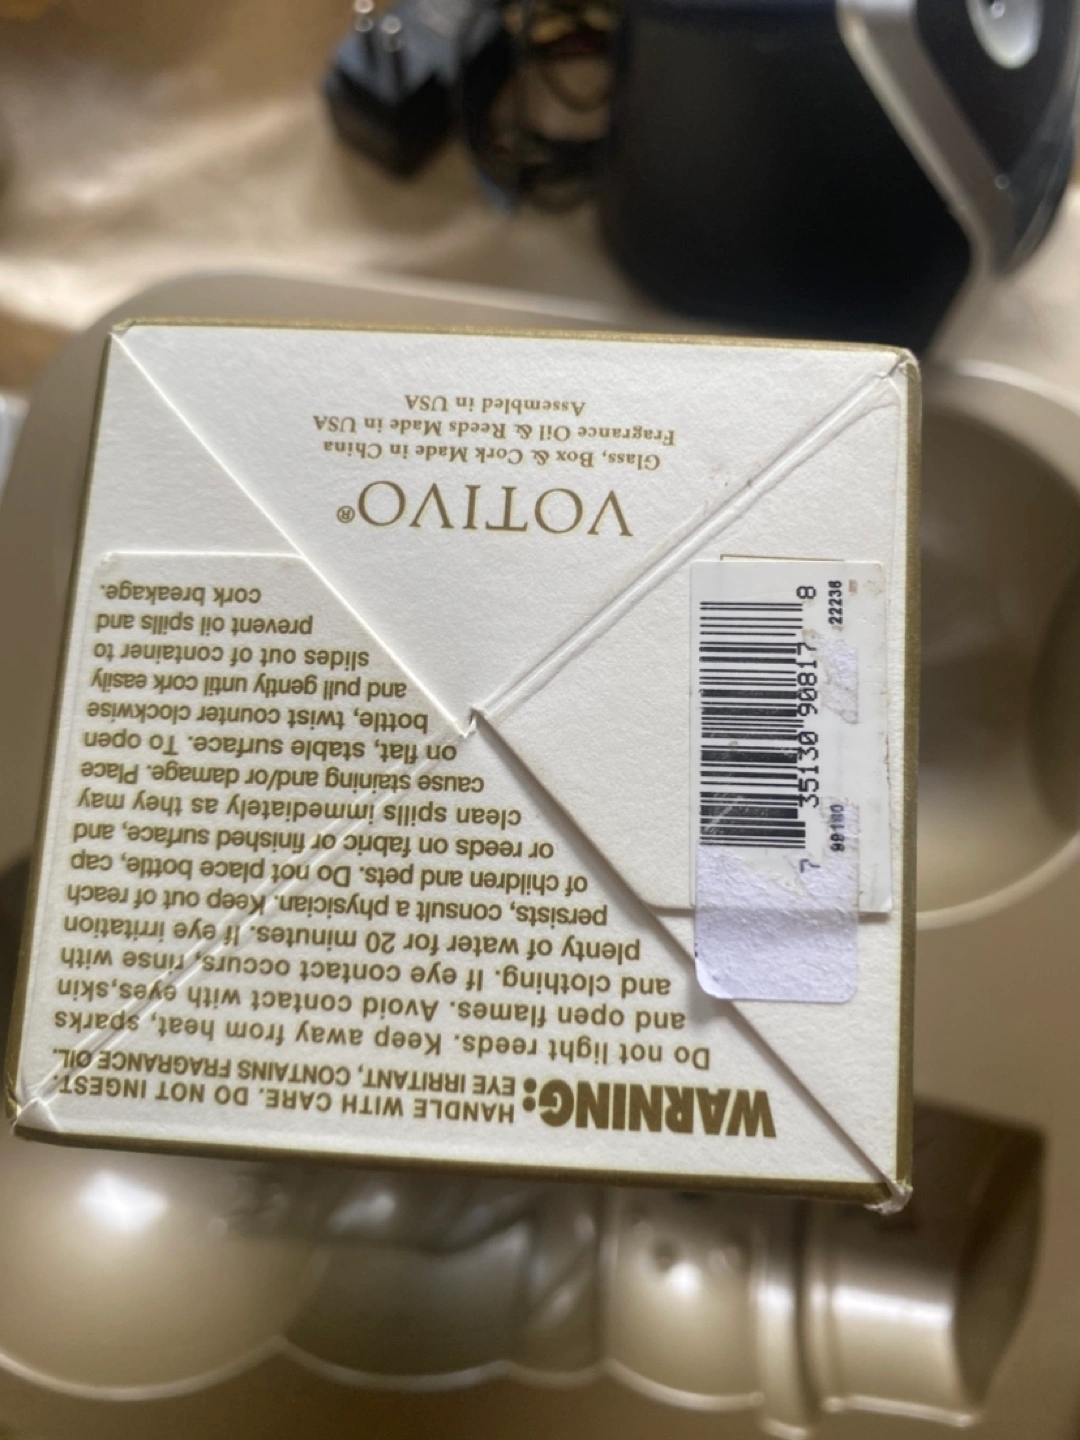 WARNING: HANDLE WITH CARE. DO NOT INGEST.
EYE IRRITANT, CONTAINS FRAGRANCE OIL.
Do not light reeds. Keep away from heat, sparks
and open flames. Avoid contact with eyes,skin
and clothing. If eye contact occurs, rinse with
plenty of water for 20 minutes. If eye irritation
persists, consult a physician. Keep out of reach
of children and pets. Do not place bottle, cap
or reeds on fabric or finished surface, and
clean spills immediately as they may
cause staining and/or damage. Place
on flat, stable surface. To open
bottle, twist counter clockwise
and pull gently until cork easily
slides out of container to
prevent oil spills and
cork breakage.
VOTIVO®
Glass, Box & Cork Made in China
Fragrance Oil & Reeds Made in USA
Assembled in USA
7 35130 90817 8
22236